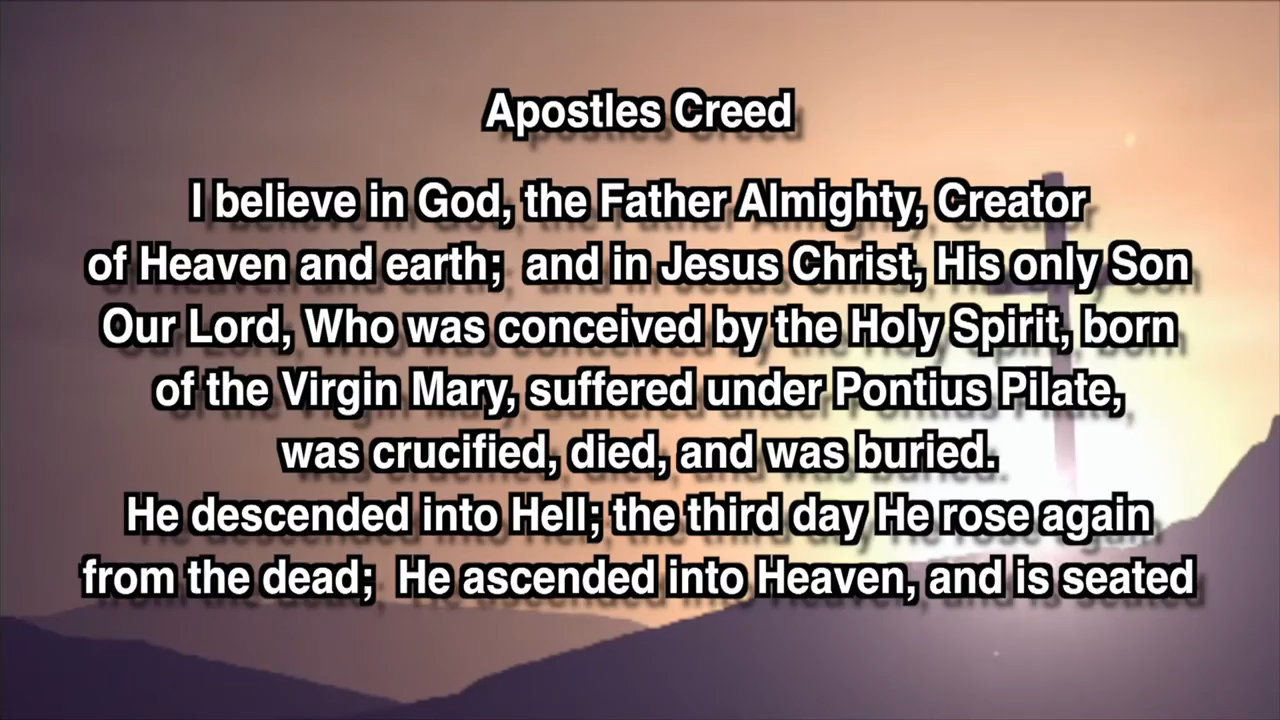 Apostles Creed
I believe in God, the Father Almighty, Creator
of Heaven and earth;  and in Jesus Christ, His only Son
Our Lord, Who was conceived by the Holy Spirit, born
of the Virgin Mary, suffered under Pontius Pilate,
was crucified, died, and was buried.
He descended into Hell; the third day He rose again
from the dead;  He ascended into Heaven, and is seated